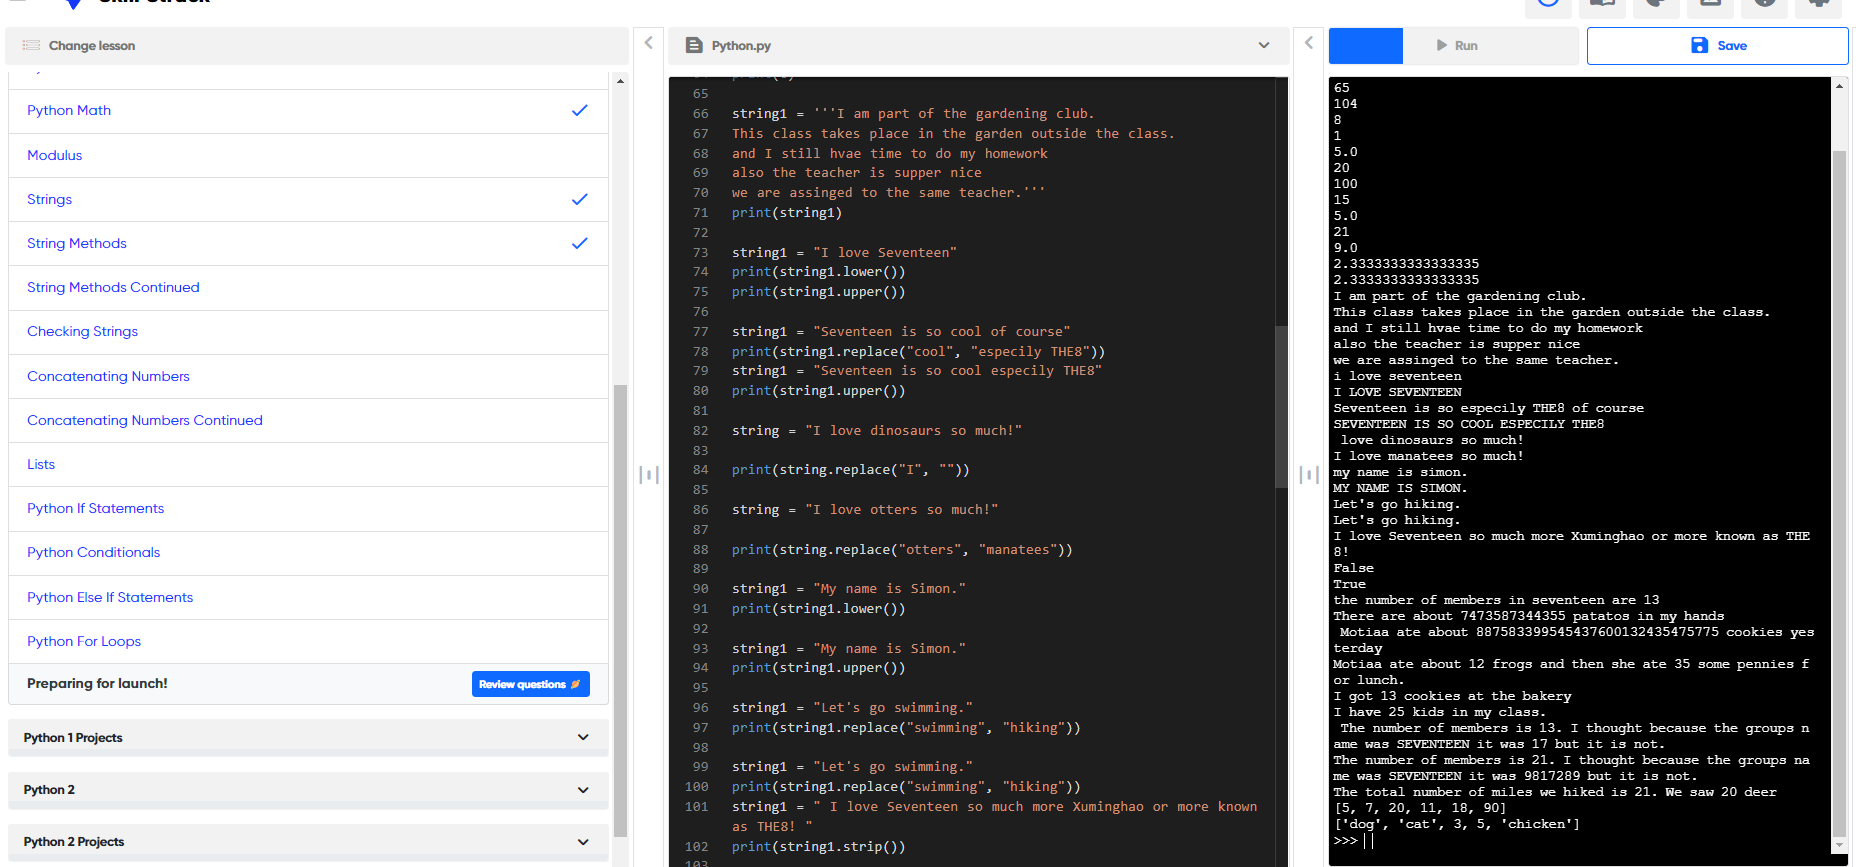 Change lesson
Python Math
Modulus
Strings
String Methods
String Methods Continued
Checking Strings
Concatenating Numbers
Concatenating Numbers Continued
Lists
Python If Statements
Python Conditionals
Python Else If Statements
Python For Loops
Preparing for launch!
Review questions
Python 1 Projects
Python 2
Python 2 Projects
Python.py
65
66 string1 = '''I am part of the gardening club.
67 This class takes place in the garden outside the class.
68 and I still hvae time to do my homework
69 also the teacher is supper nice
70 we are assinged to the same teacher.'''
71 print(string1)
72
73 string1 = "I love Seventeen"
74 print(string1.lower())
75 print(string1.upper())
76
77 string1 = "Seventeen is so cool of course"
78 print(string1.replace("cool", "especily THE8"))
79 string1 = "Seventeen is so cool especily THE8"
80 print(string1.upper())
81
82 string = "I love dinosaurs so much!"
83
84 print(string.replace("I", ""))
85
86 string = "I love otters so much!"
87
88 print(string.replace("otters", "manatees"))
89
90 string1 = "My name is Simon."
91 print(string1.lower())
92
93 string1 = "My name is Simon."
94 print(string1.upper())
95
96 string1 = "Let's go swimming."
97 print(string1.replace("swimming", "hiking"))
98
99 string1 = "Let's go swimming."
100 print(string1.replace("swimming", "hiking"))
101 string1 = " I love Seventeen so much more Xuminghao or more known
as THE8! "
102 print(string1.strip())
103
Run
Save
65
104
8
1
5.0
20
100
15
5.0
21
9.0
2.3333333333333335
2.3333333333333335
I am part of the gardening club.
This class takes place in the garden outside the class.
and I still hvae time to do my homework
also the teacher is supper nice
we are assinged to the same teacher.
i love seventeen
I LOVE SEVENTEEN
Seventeen is so especily THE8 of course
SEVENTEEN IS SO COOL ESPECILY THE8
love dinosaurs so much!
I love manatees so much!
my name is simon.
MY NAME IS SIMON.
Let's go hiking.
Let's go hiking.
I love Seventeen so much more Xuminghao or more known as THE
8!
False
True
the number of members in seventeen are 13
There are about 7473587344355 patatos in my hands
Motiaa ate about 8875833995454376001324354757​75 cookies yes
terday
Motiaa ate about 12 frogs and then she ate 35 some pennies f
or lunch.
I got 13 cookies at the bakery
I have 25 kids in my class.
The number of members is 13. I thought because the groups n
ame was SEVENTEEN it was 17 but it is not.
The number of members is 21. I thought because the groups na
me was SEVENTEEN it was 9817289 but it is not.
The total number of miles we hiked is 21. We saw 20 deer
[5, 7, 20, 11, 18, 90]
['dog', 'cat', 3, 5, 'chicken']
>>>